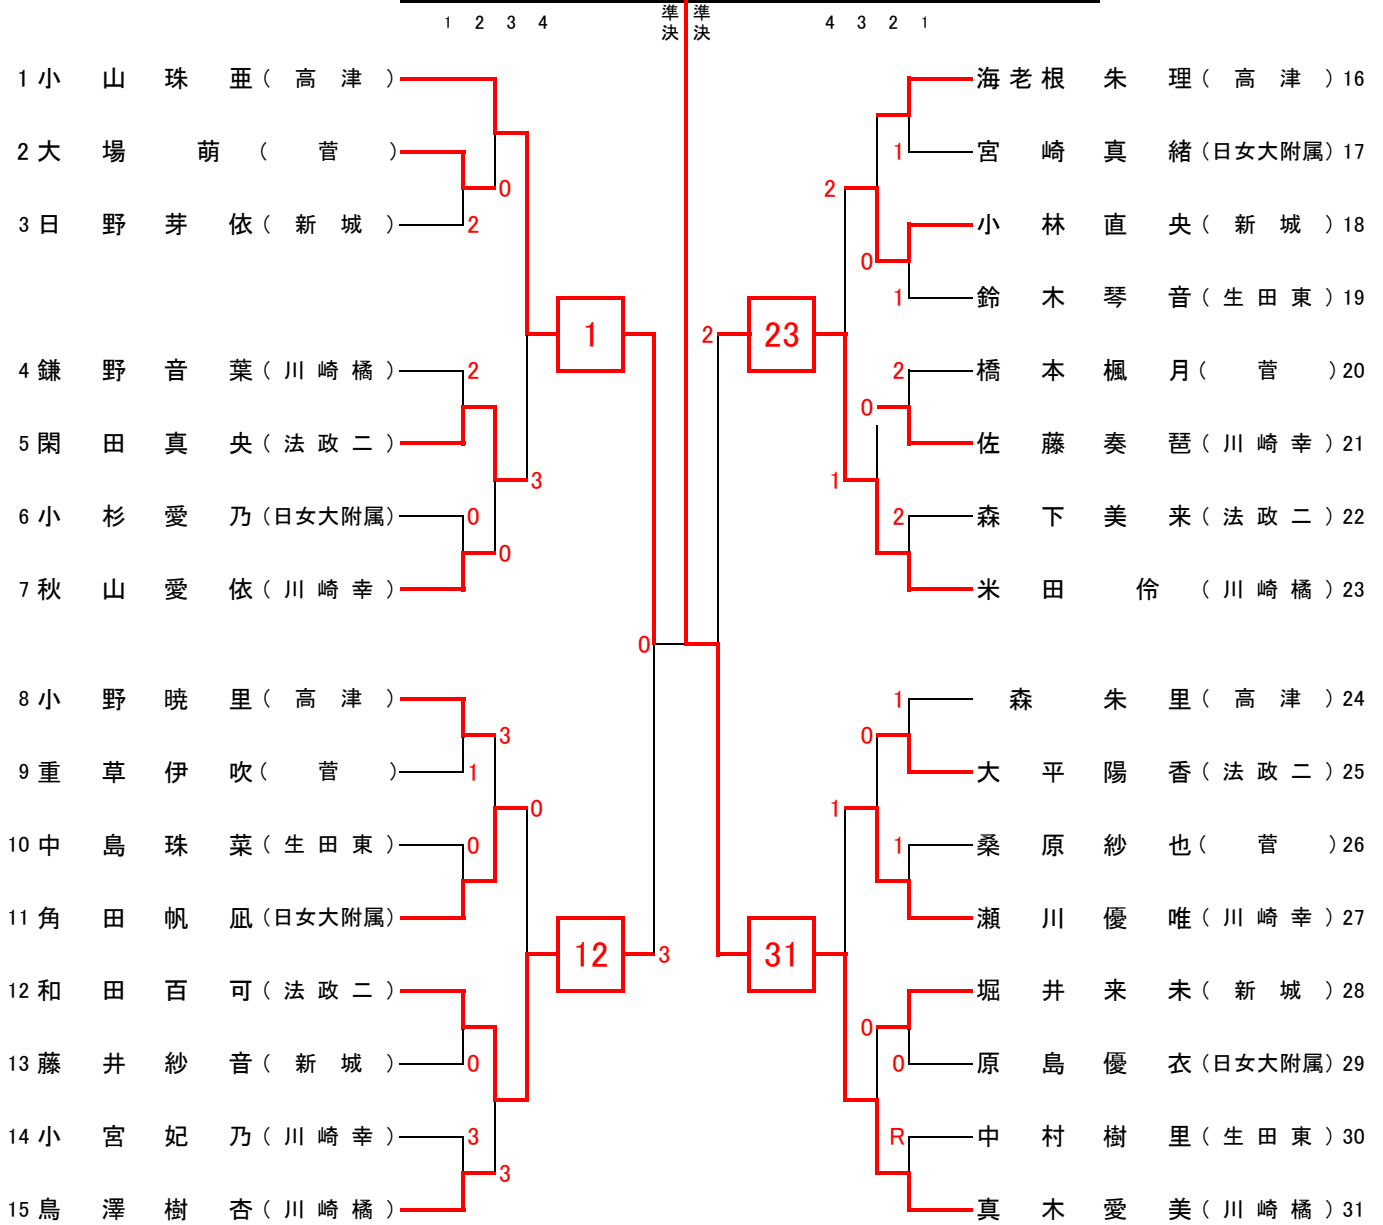 1 2 3 4 準決 準決 4 3 2 1
1 小山珠亜 (高津)
2 大場萌 (菅)
0
3 日野芽依 (新城) 2
1
4 鎌野音葉 (川崎橘) 2
5 閑田真央 (法政二)
3
6 小杉愛乃 (日女大附属) 0
0
7 秋山愛依 (川崎幸)
0
8 小野暁里 (高津)
3
9 重草伊吹 (菅) 1
0
10 中島珠菜 (生田東) 0
11 角田帆凪 (日女大附属)
12 3
12 和田百可 (法政二)
13 藤井紗音 (新城) 0
14 小宮妃乃 (川崎幸) 3
3
15 鳥澤樹杏 (川崎橘)
海老根朱理 (高津) 16
1 宮崎真緒 (日女大附属) 17
2
小林直央 (新城) 18
0
1 鈴木琴音 (生田東) 19
2 23
2 橋本楓月 (菅) 20
0
佐藤奏琶 (川崎幸) 21
1
2 森下美来 (法政二) 22
米田伶 (川崎橘) 23
1 森朱里 (高津) 24
0
大平陽香 (法政二) 25
1
1 桑原紗也 (菅) 26
瀬川優唯 (川崎幸) 27
31
堀井来未 (新城) 28
0
0 原島優衣 (日女大附属) 29
R 中村樹里 (生田東) 30
真木愛美 (川崎橘) 31